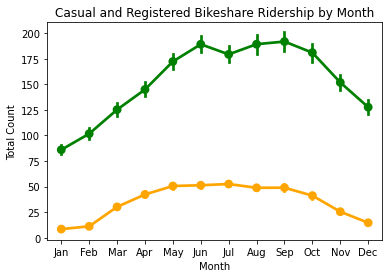 Casual and Registered Bikeshare Ridership by Month
Total Count
200
175
150
125
100
75
50
25
0
Jan Feb Mar Apr May Jun Jul Aug Sep Oct Nov Dec
Month